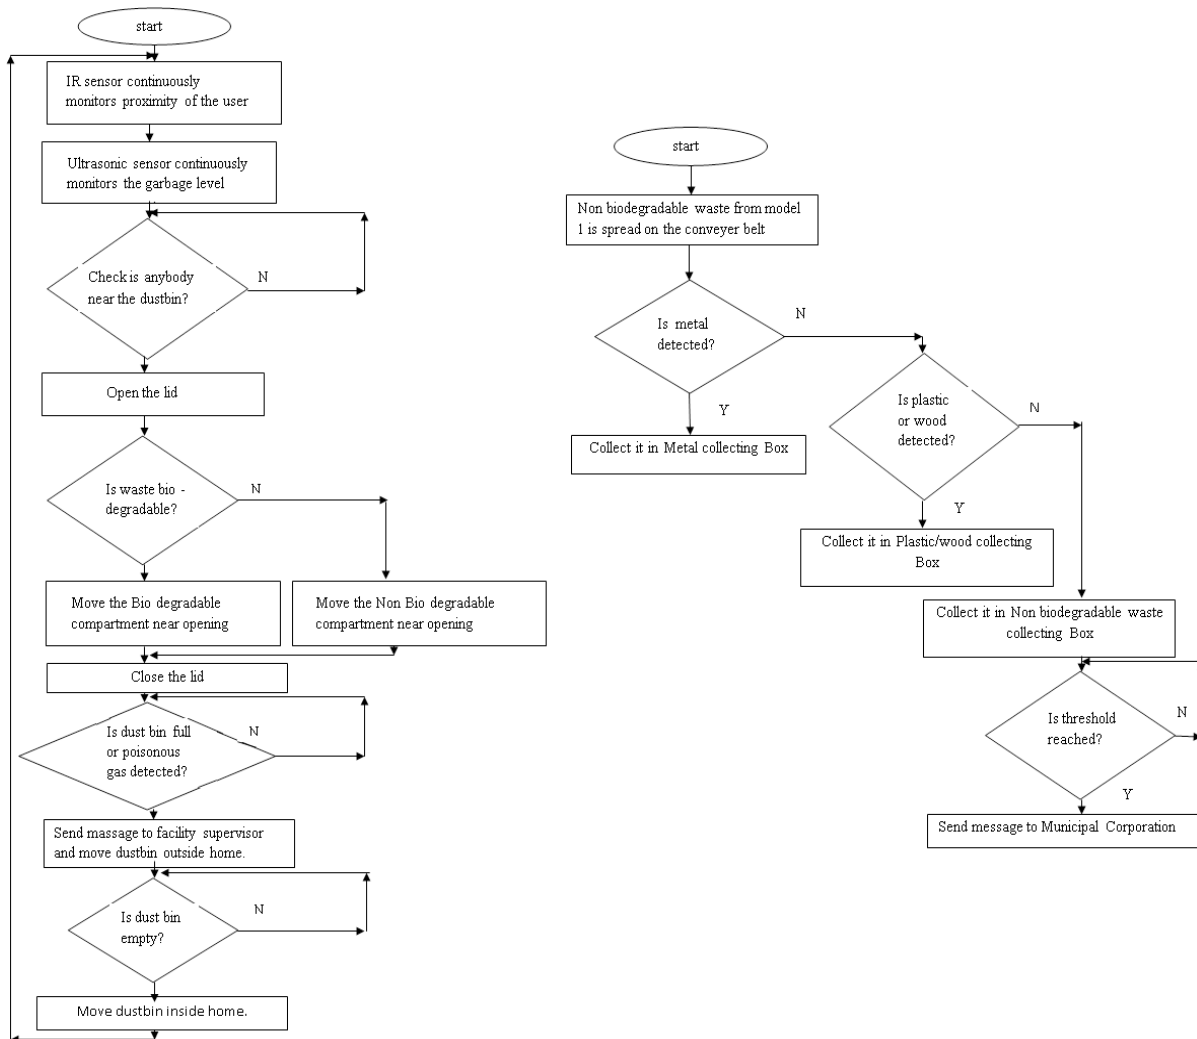 start
IR sensor continuously
monitors proximity of the user
Ultrasonic sensor continuously
monitors the garbage level
Check is anybody
near the dustbin?
N
Open the lid
Is waste bio -
degradable?
N
Move the Bio degradable
compartment near opening
Move the Non Bio degradable
compartment near opening
Close the lid
Is dust bin full
or poisonous
gas detected?
N
Send massage to facility supervisor
and move dustbin outside home.
Is dust bin
empty?
N
Move dustbin inside home.
start
Non biodegradable waste from model
1 is spread on the conveyer belt
Is metal
detected?
N
Y
Collect it in Metal collecting Box
Is plastic
or wood
detected?
N
Y
Collect it in Plastic/wood collecting
Box
Collect it in Non biodegradable waste
collecting Box
Is threshold
reached?
N
Y
Send message to Municipal Corporation